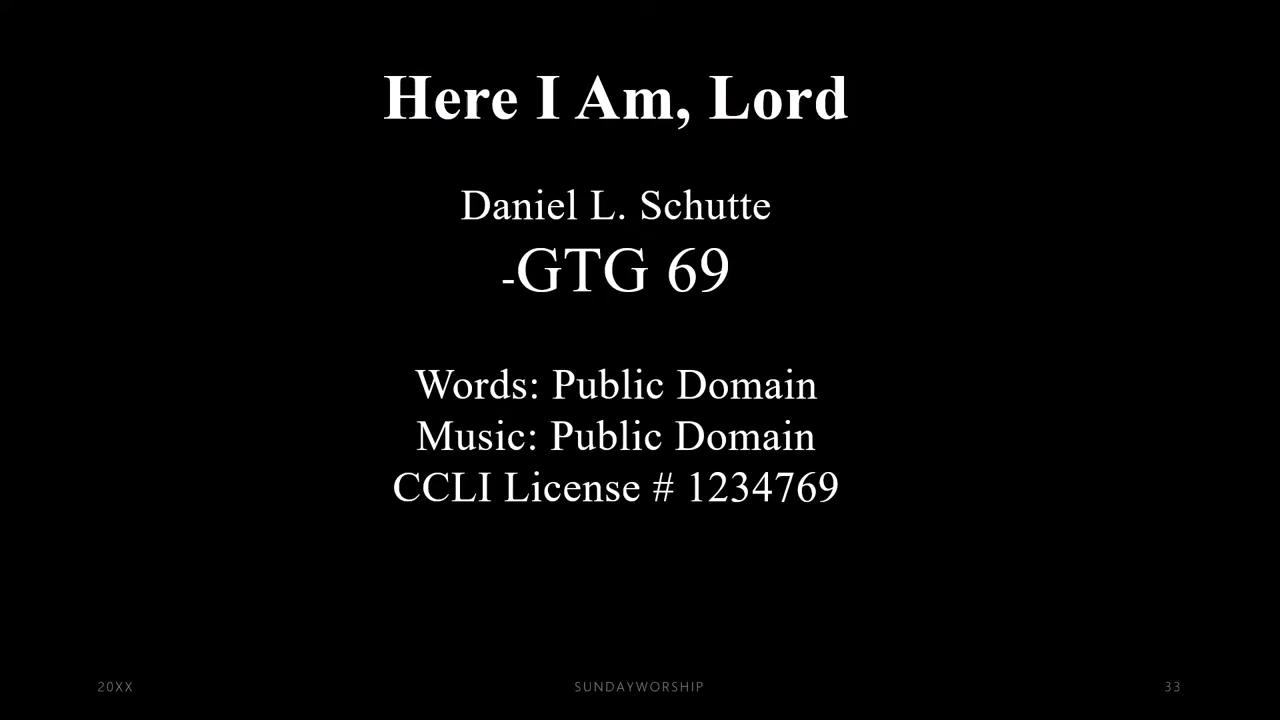 Here I Am, Lord
Daniel L. Schutte
-GTG 69
Words: Public Domain
Music: Public Domain
CCLI License # 1234769
20XX
SUNDAYWORSHIP
33